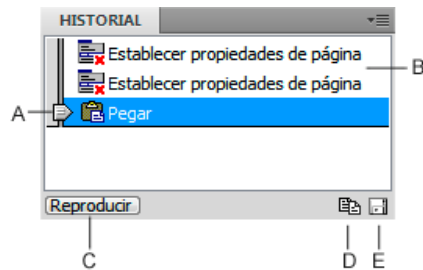 HISTORIAL
Establecer propiedades de página
B
Establecer propiedades de página
A
Pegar
Reproducir
C
D
E